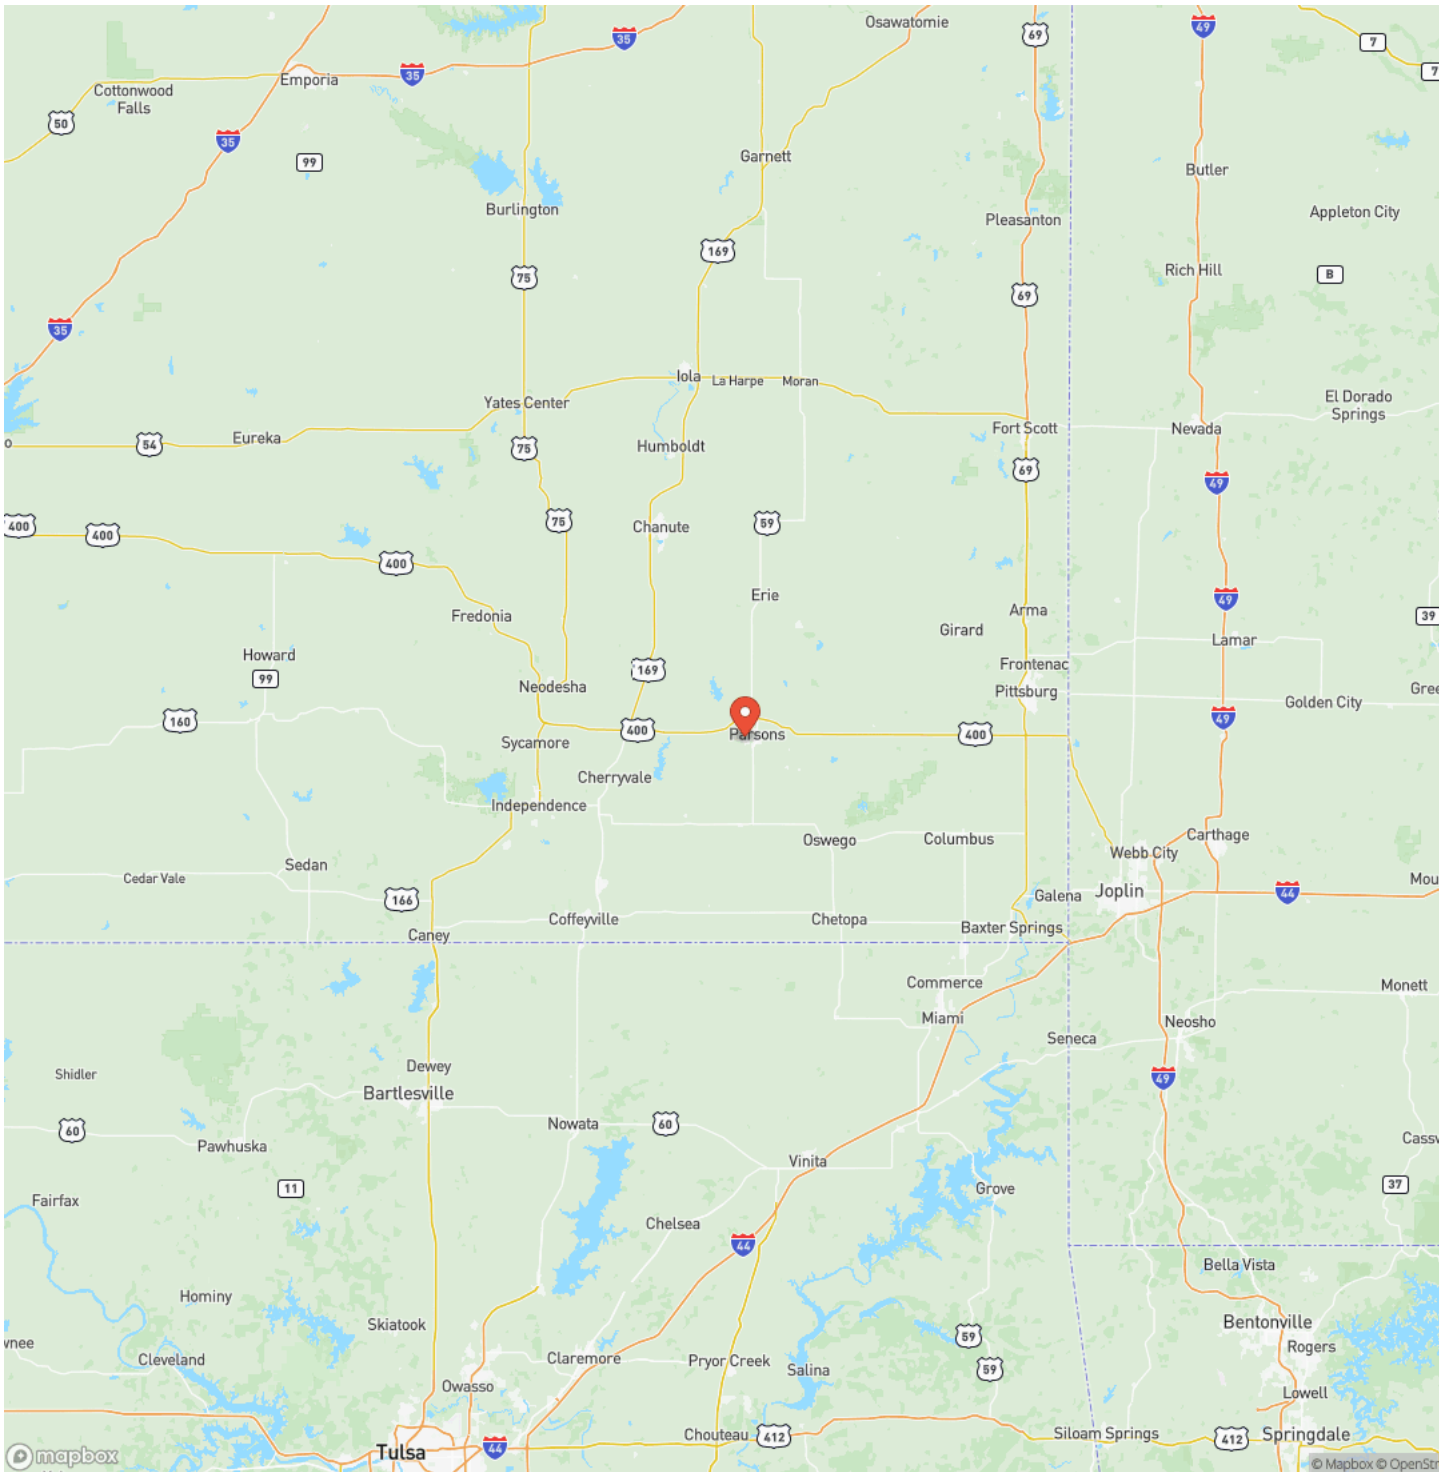 Osawatomie
69
49
7
35
35
7
Emporia
Cottonwood
Falls
50
35
99
Garnett
Butler
Burlington
Pleasanton
Appleton City
169
75
Rich Hill
B
69
35
Iola
La Harpe
Moran
Yates Center
El Dorado
Springs
54
Eureka
75
Humboldt
Fort Scott
Nevada
69
49
400
400
75
Chanute
59
400
Fredonia
Erie
Arma
49
39
Girard
Lamar
Howard
99
169
Frontenac
Neodesha
Pittsburg
Golden City
Gree
160
400
Parsons
400
49
Sycamore
Cherryvale
Independence
Oswego
Columbus
Carthage
Webb City
Sedan
Cedar Vale
166
Joplin
44
Mou
Galena
Coffeyville
Chetopa
Baxter Springs
Caney
Commerce
Monett
Miami
Neosho
Seneca
Dewey
Shidler
49
Bartlesville
60
Nowata
60
Pawhuska
Cassv
Vinita
11
37
Fairfax
Grove
Chelsea
44
Bella Vista
Hominy
Skiatook
Bentonville
59
wnee
Rogers
Cleveland
Claremore
Pryor Creek
Salina
59
Owasso
Lowell
Chouteau
412
Siloam Springs
412
Springdale
Tulsa
44
mapbox
© Mapbox © OpenStr